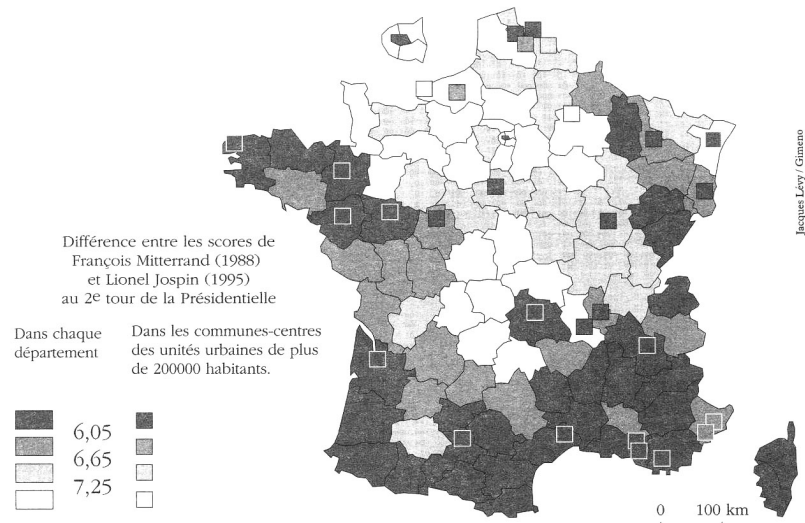 Jacques Lévy / Gimeno
Différence entre les scores de
François Mitterrand (1988)
et Lionel Jospin (1995)
au 2e tour de la Présidentielle
Dans chaque
département
Dans les communes-centres
des unités urbaines de plus
de 200000 habitants.
6,05
6,65
7,25
0 100 km